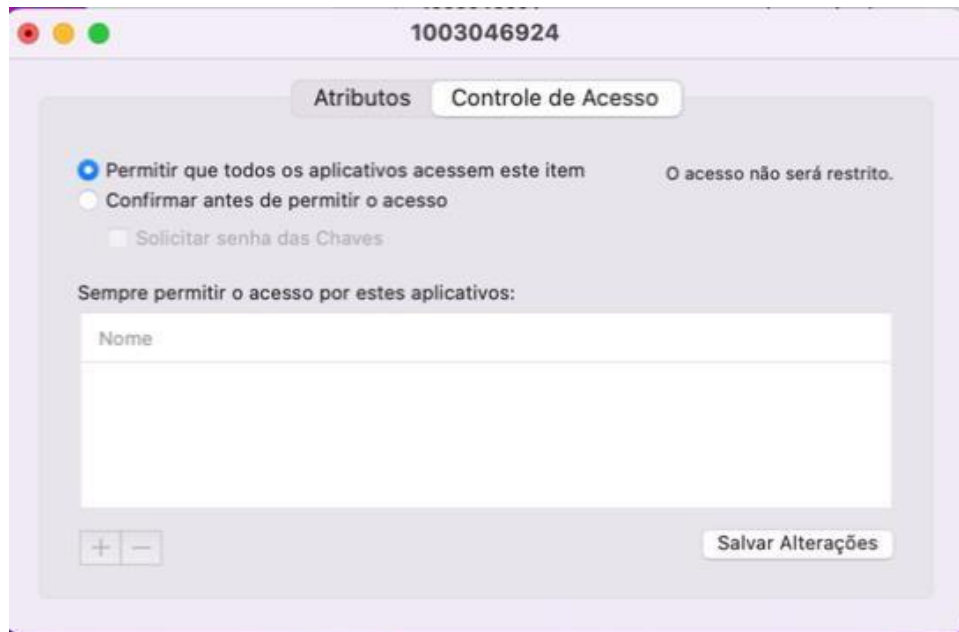 1003046924
Atributos Controle de Acesso
Permitir que todos os aplicativos acessem este item O acesso não será restrito.
Confirmar antes de permitir o acesso
Solicitar senha das Chaves
Sempre permitir o acesso por estes aplicativos:
Nome
+ −
Salvar Alterações